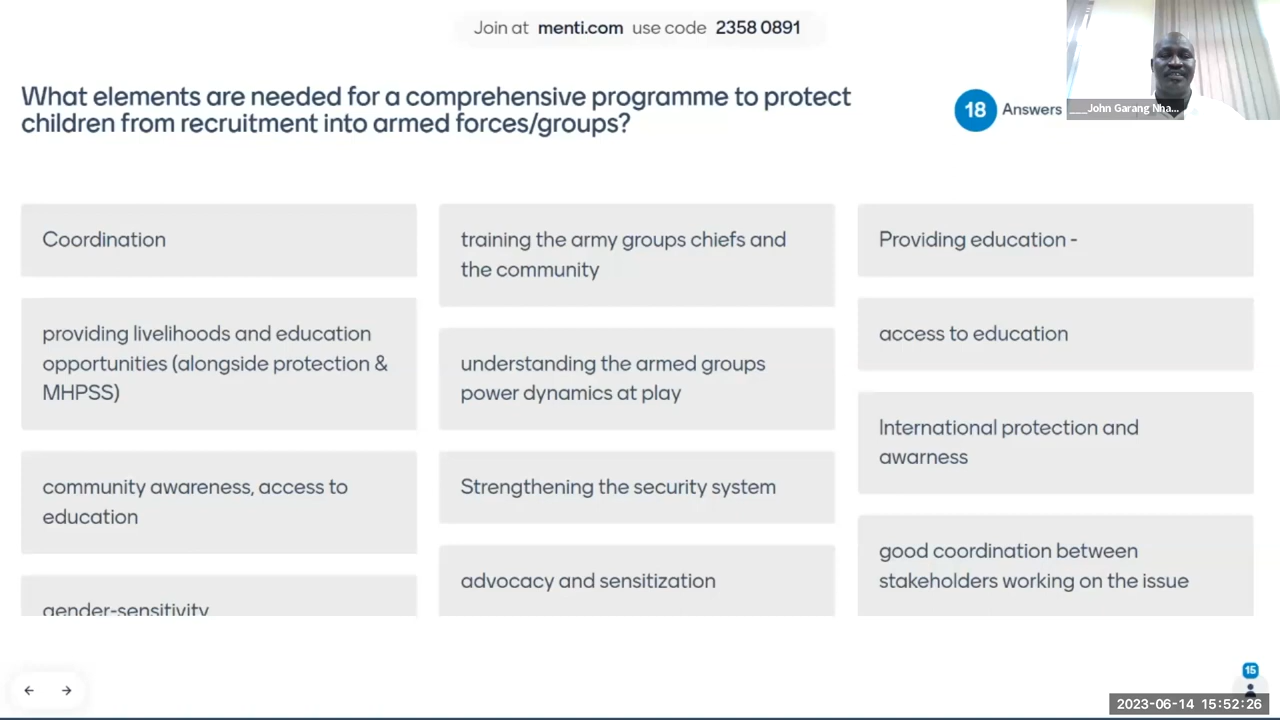 Join at menti.com use code 2358 0891
What elements are needed for a comprehensive programme to protect
children from recruitment into armed forces/groups?
18 Answers
___John Garang Nha...
Coordination
providing livelihoods and education
opportunities (alongside protection &
MHPSS)
community awareness, access to
education
gender-sensitivity
training the army groups chiefs and
the community
understanding the armed groups
power dynamics at play
Strengthening the security system
advocacy and sensitization
Providing education -
access to education
International protection and
awarness
good coordination between
stakeholders working on the issue
15
2023-06-14 15:52:26